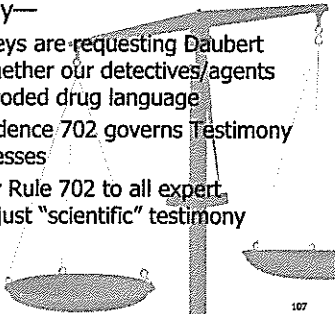 y—
eys are requesting Daubert
ether our detectives/agents
oded drug language
dence 702 governs Testimony
esses
r Rule 702 to all expert
just "scientific" testimony
107